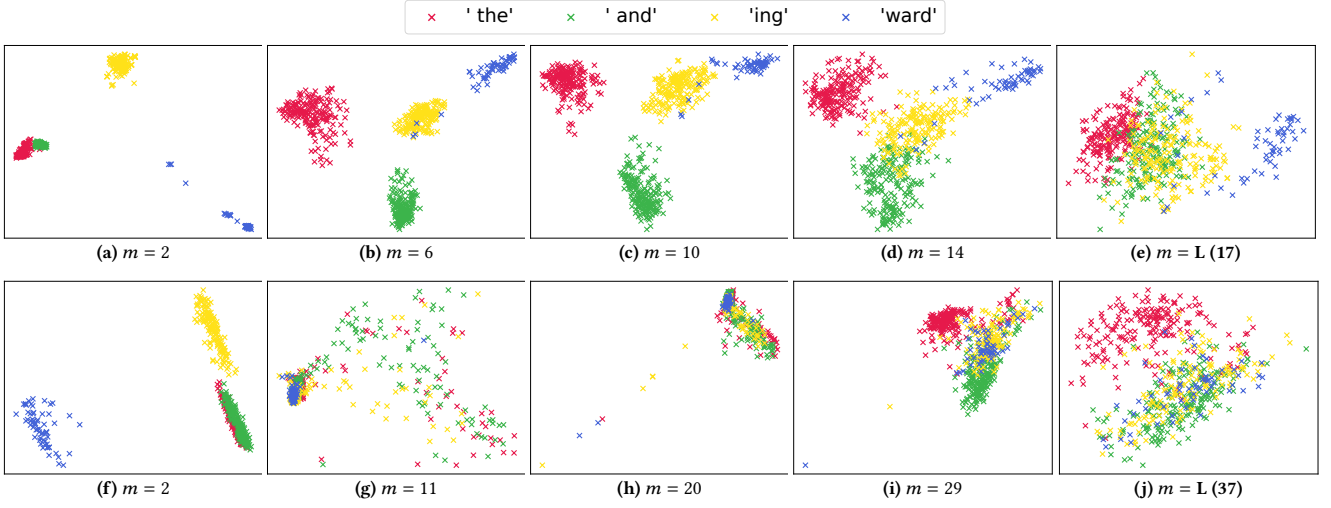 ' the' ' and' 'ing' 'ward'
(a) m = 2 (b) m = 6 (c) m = 10 (d) m = 14 (e) m = L (17)
(f) m = 2 (g) m = 11 (h) m = 20 (i) m = 29 (j) m = L (37)